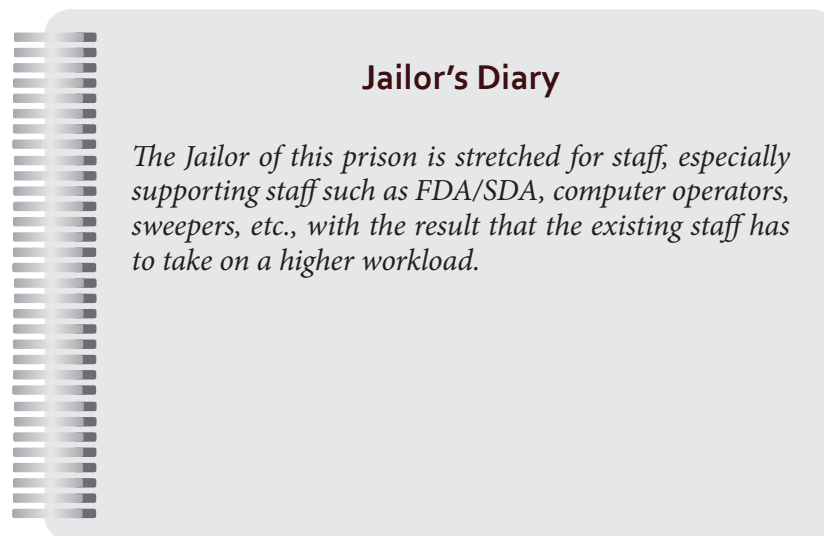 Jailor’s Diary
The Jailor of this prison is stretched for staff, especially
supporting staff such as FDA/SDA, computer operators,
sweepers, etc., with the result that the existing staff has
to take on a higher workload.